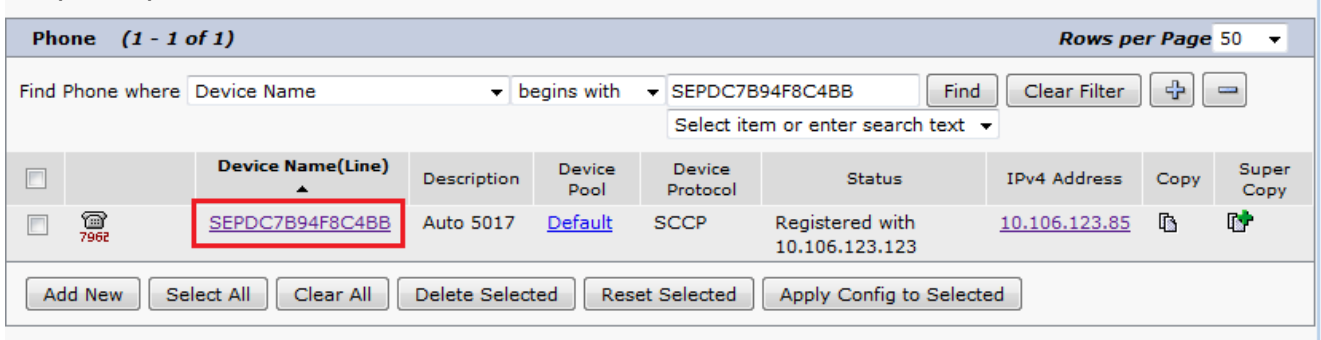 Phone (1 - 1 of 1) Rows per Page 50
Find Phone where Device Name begins with SEPDC7B94F8C4BB Find Clear Filter
Select item or enter search text
Device Name(Line) Description Device Pool Device Protocol Status IPv4 Address Copy Super Copy
7962 SEPDC7B94F8C4BB Auto 5017 Default SCCP Registered with 10.106.123.123 10.106.123.85
Add New Select All Clear All Delete Selected Reset Selected Apply Config to Selected